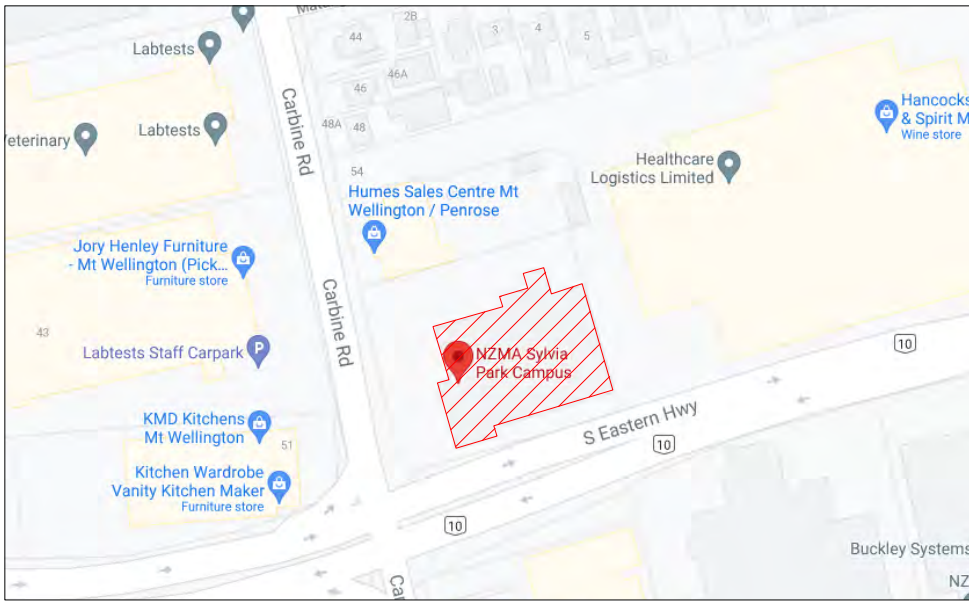 2B
44
3
4
5
Labtests
46A
46
Carbine Rd
Hancocks
& Spirit M
Wine store
Labtests
48A
48
eterinary
Healthcare
Logistics Limited
54
Humes Sales Centre Mt
Wellington / Penrose
Jory Henley Furniture
- Mt Wellington (Pick...
Furniture store
Carbine Rd
43
10
Labtests Staff Carpark
P
NZMA Sylvia
Park Campus
S Eastern Hwy
KMD Kitchens
Mt Wellington
51
10
Kitchen Wardrobe
Vanity Kitchen Maker
Furniture store
10
Buckley Systems
NZ
Car